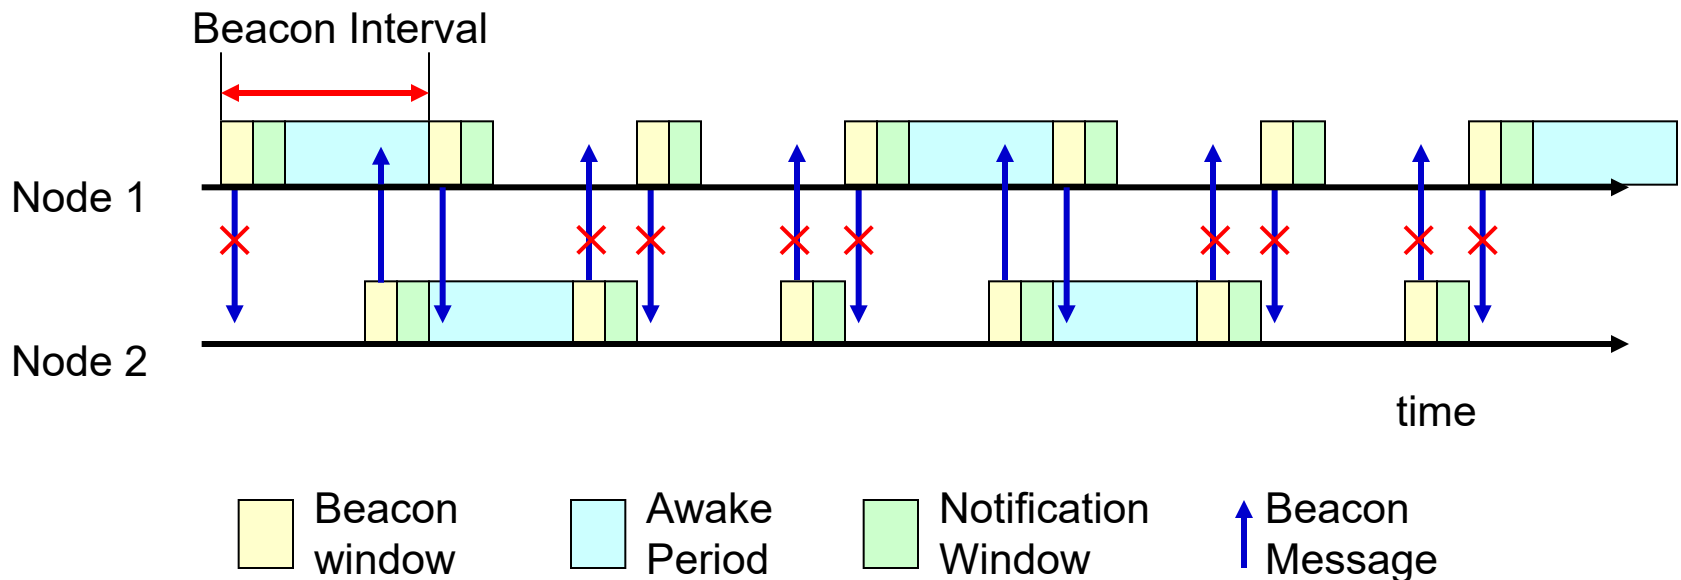 Beacon Interval
Node 1
Node 2
time
Beacon
window
Awake
Period
Notification
Window
Beacon
Message